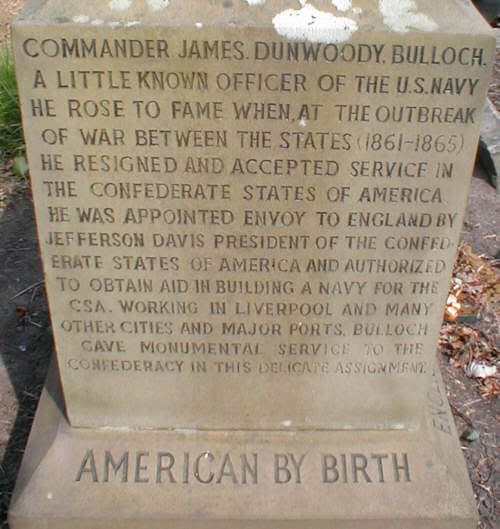 COMMANDER JAMES. DUNWOODY. BULLOCH.
A LITTLE KNOWN OFFICER OF THE U.S. NAVY
HE ROSE TO FAME WHEN, AT THE OUTBREAK
OF WAR BETWEEN THE STATES (1861-1865)
HE RESIGNED AND ACCEPTED SERVICE IN
THE CONFEDERATE STATES OF AMERICA.
HE WAS APPOINTED ENVOY TO ENGLAND BY
JEFFERSON DAVIS PRESIDENT OF THE CONFED-
ERATE STATES OF AMERICA AND AUTHORIZED
TO OBTAIN AID IN BUILDING A NAVY FOR THE
CSA. WORKING IN LIVERPOOL AND MANY
OTHER CITIES AND MAJOR PORTS. BULLOCH
GAVE MONUMENTAL SERVICE TO THE
CONFEDERACY IN THIS DELICATE ASSIGNMENT.
AMERICAN BY BIRTH